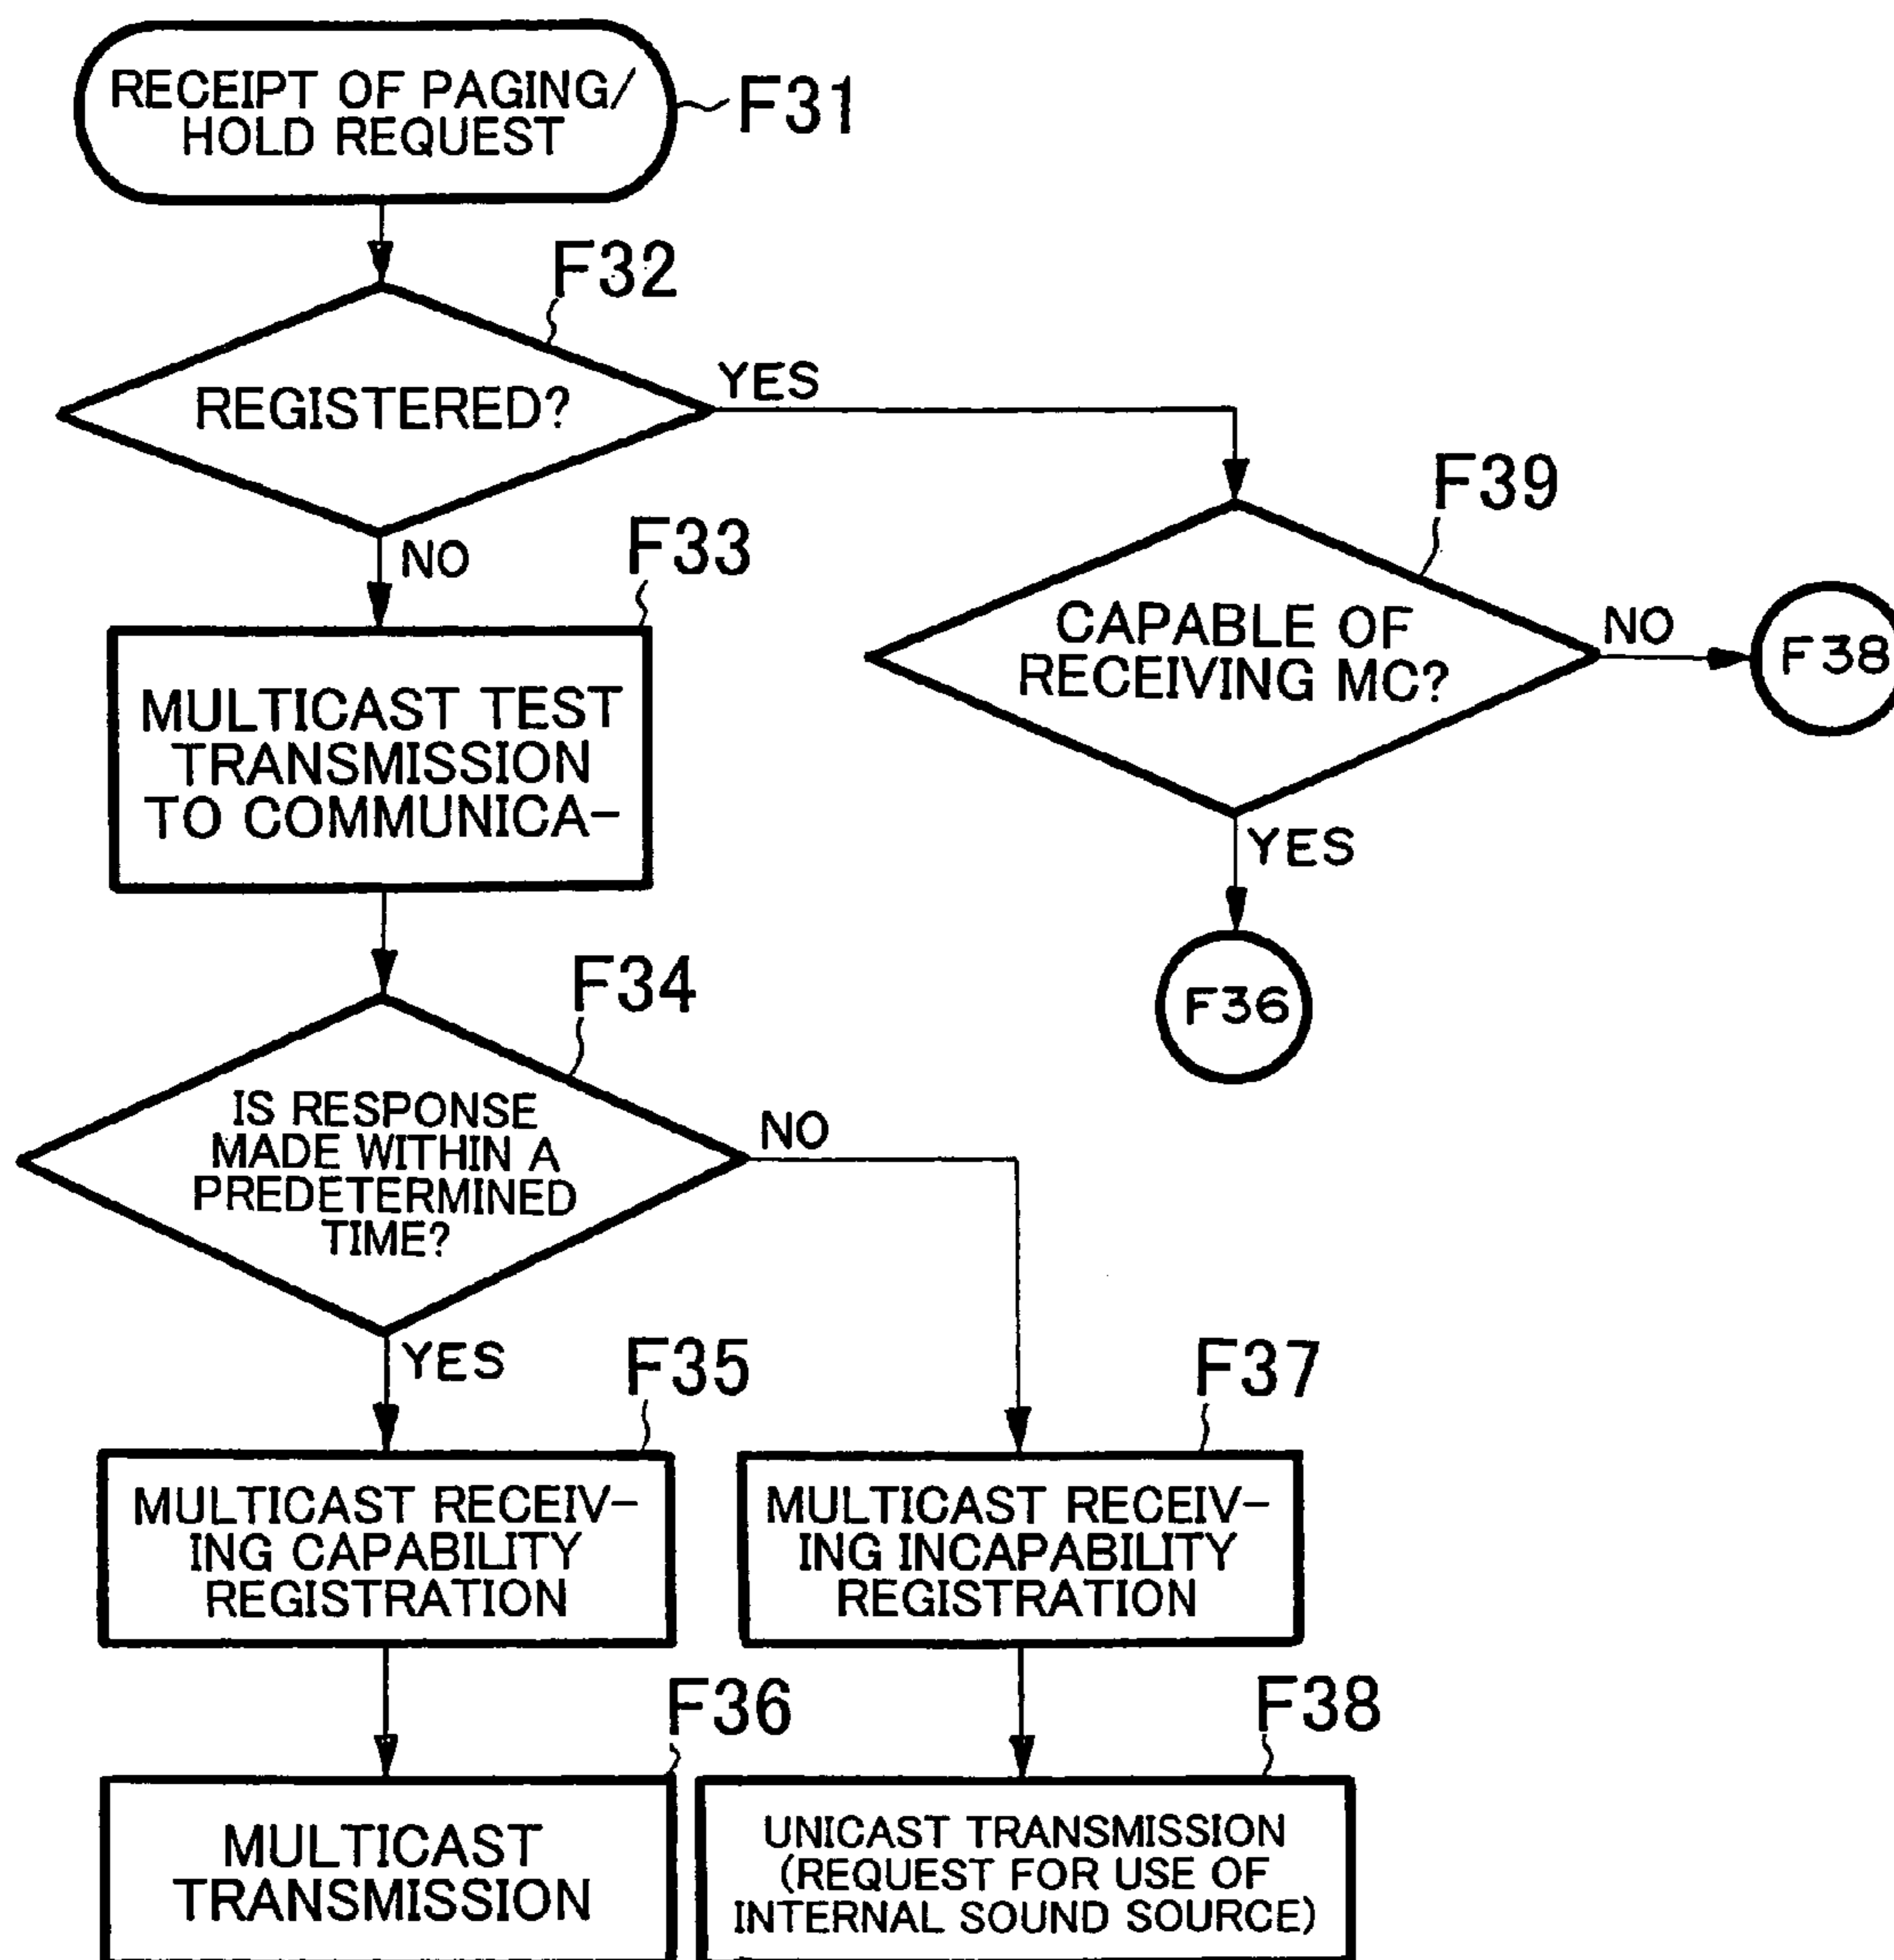 RECEIPT OF PAGING/
HOLD REQUEST
F31
F32
REGISTERED?
YES
NO
F33
MULTICAST TEST
TRANSMISSION
TO COMMUNICA-
F39
CAPABLE OF
RECEIVING MC?
NO
F38
YES
F36
F34
IS RESPONSE
MADE WITHIN A
PREDETERMINED
TIME?
NO
YES
F35
MULTICAST RECEIV-
ING CAPABILITY
REGISTRATION
F37
MULTICAST RECEIV-
ING INCAPABILITY
REGISTRATION
F36
MULTICAST
TRANSMISSION
F38
UNICAST TRANSMISSION
(REQUEST FOR USE OF
INTERNAL SOUND SOURCE)